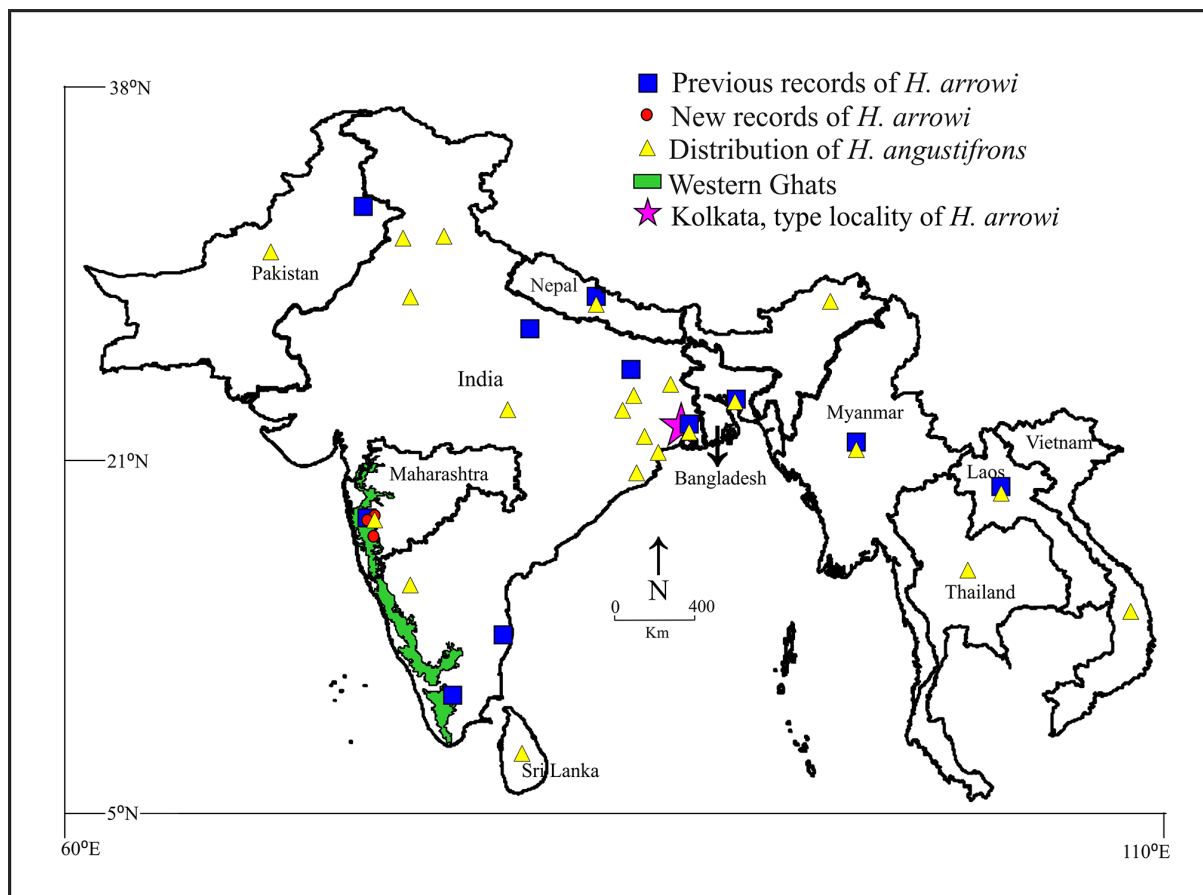 38°N
Previous records of H. arrowi
New records of H. arrowi
Distribution of H. angustifrons
Western Ghats
Kolkata, type locality of H. arrowi
Pakistan
Nepal
India
Myanmar
Vietnam
21°N
Maharashtra
Laos
Bangladesh
N
0 400
Km
Thailand
Sri Lanka
5°N
60°E
110°E